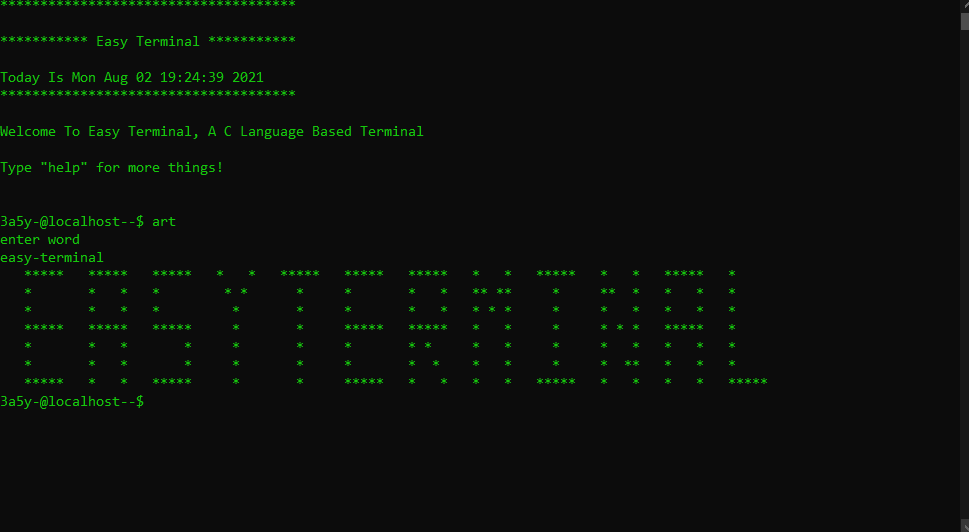 *************************************
*********** Easy Terminal ***********
Today Is Mon Aug 02 19:24:39 2021
*************************************
Welcome To Easy Terminal, A C Language Based Terminal
Type "help" for more things!
3a5y-@localhost--$ art
enter word
easy-terminal
EASYTERMINAL
3a5y-@localhost--$